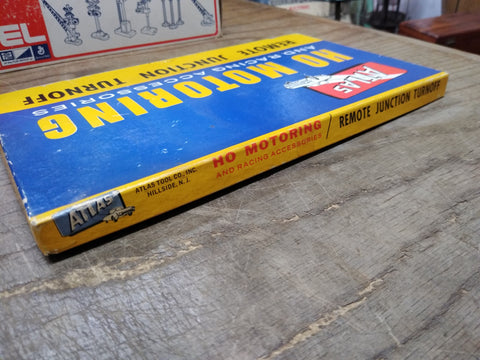 EL
ATLAS
HO MOTORING
AND RACING ACCESSORIES
REMOTE JUNCTION TURNOFF
ATLAS
ATLAS TOOL CO., INC.
HILLSIDE, N.J.
HO MOTORING
AND RACING ACCESSORIES
REMOTE JUNCTION TURNOFF